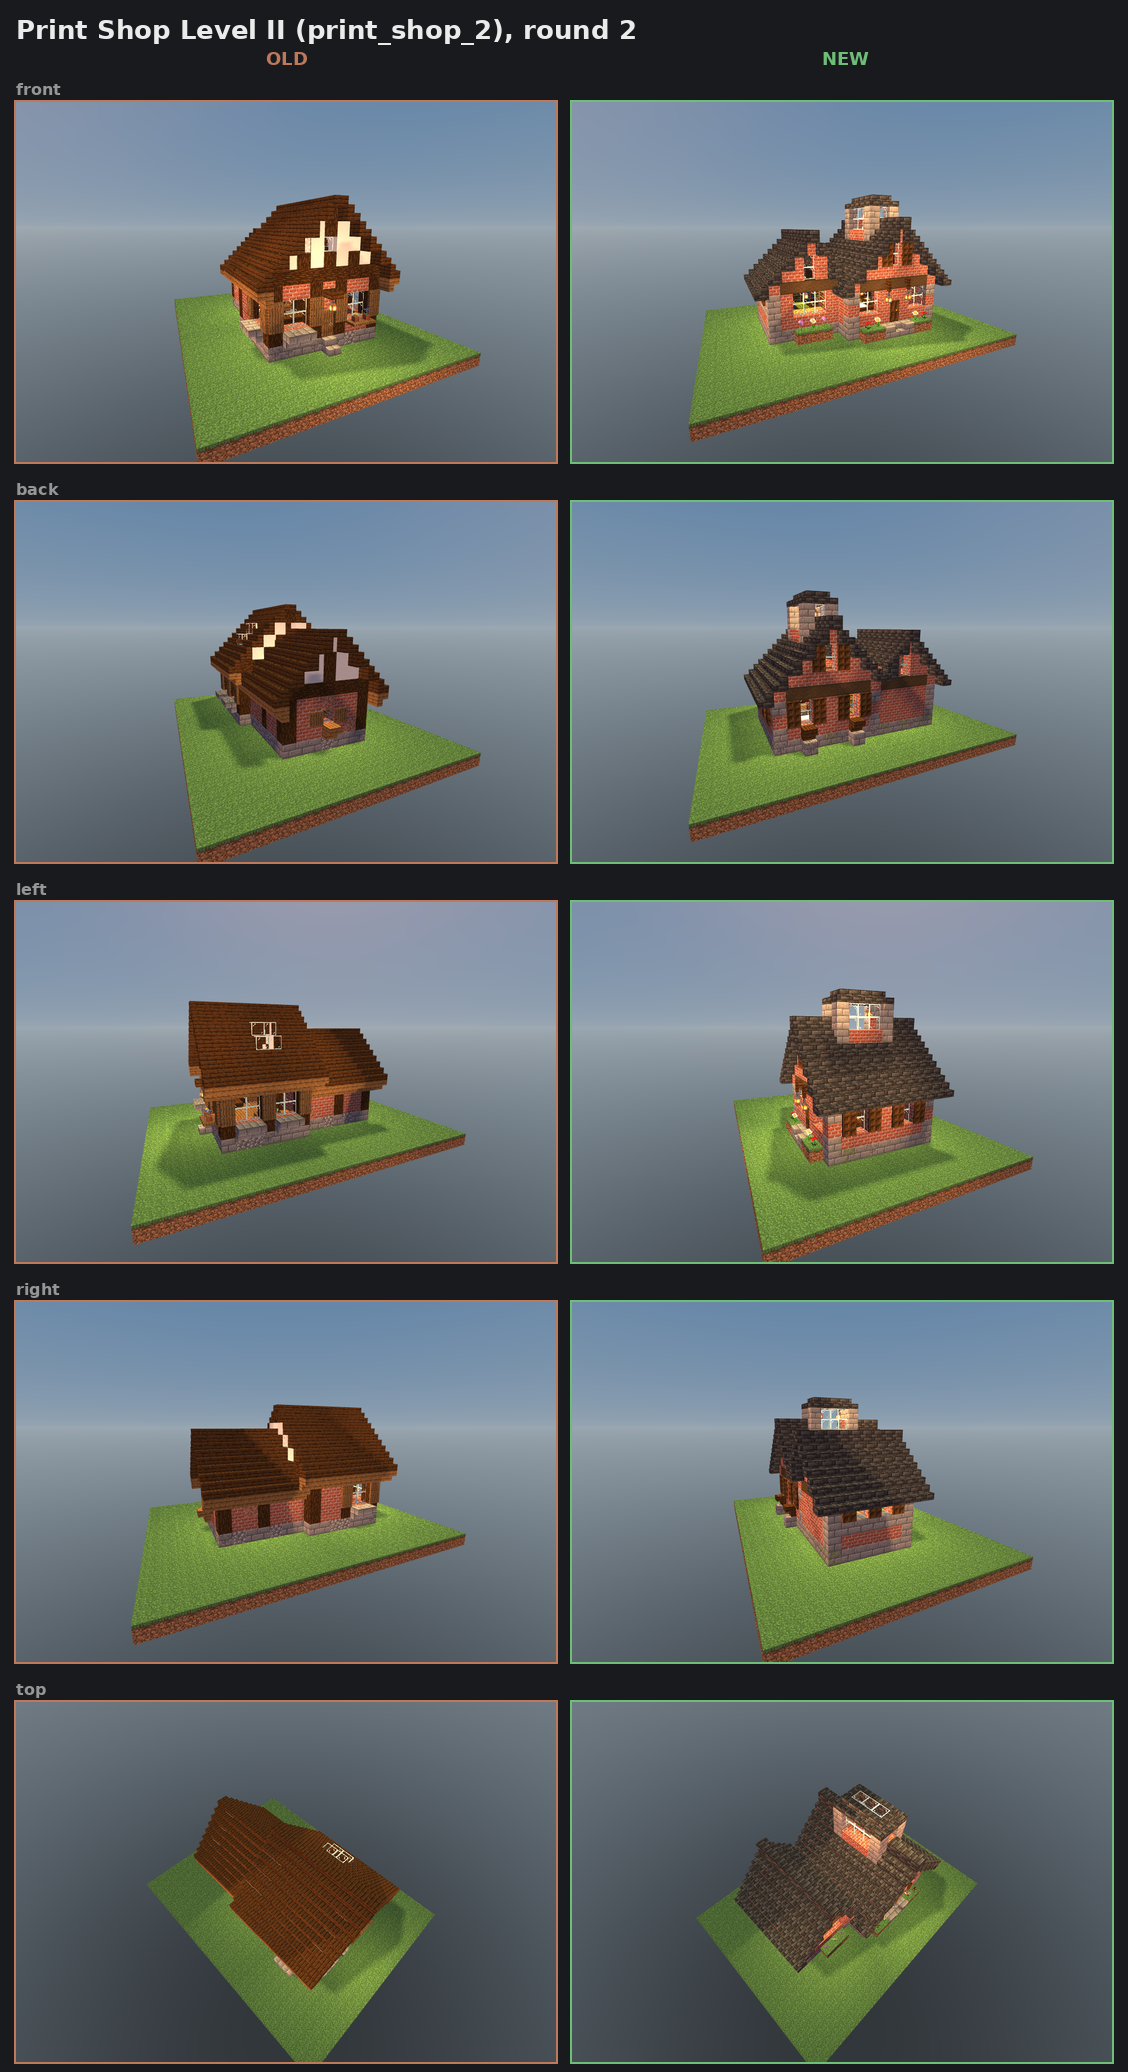 Print Shop Level II (print_shop_2), round 2
OLD
NEW
front
back
left
right
top